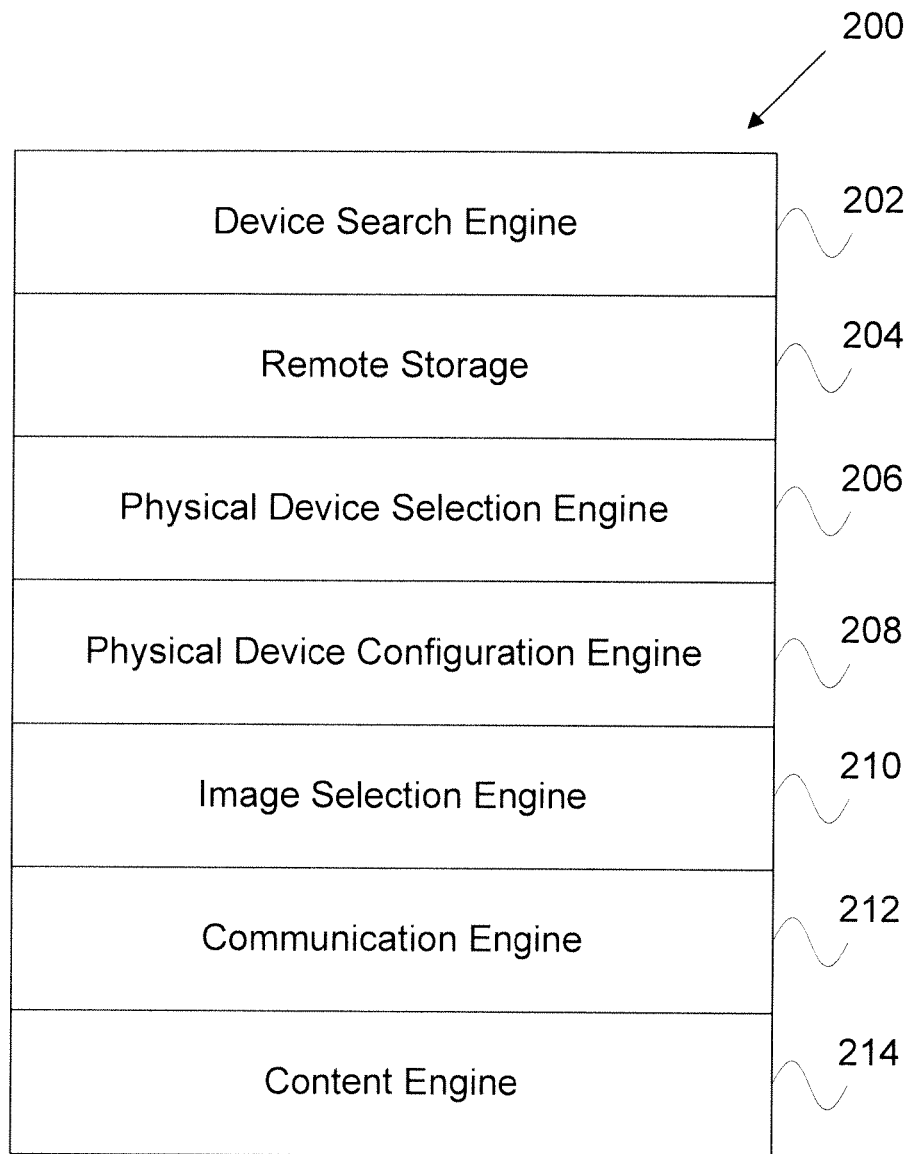 200
Device Search Engine
202
Remote Storage
204
Physical Device Selection Engine
206
Physical Device Configuration Engine
208
Image Selection Engine
210
Communication Engine
212
Content Engine
214